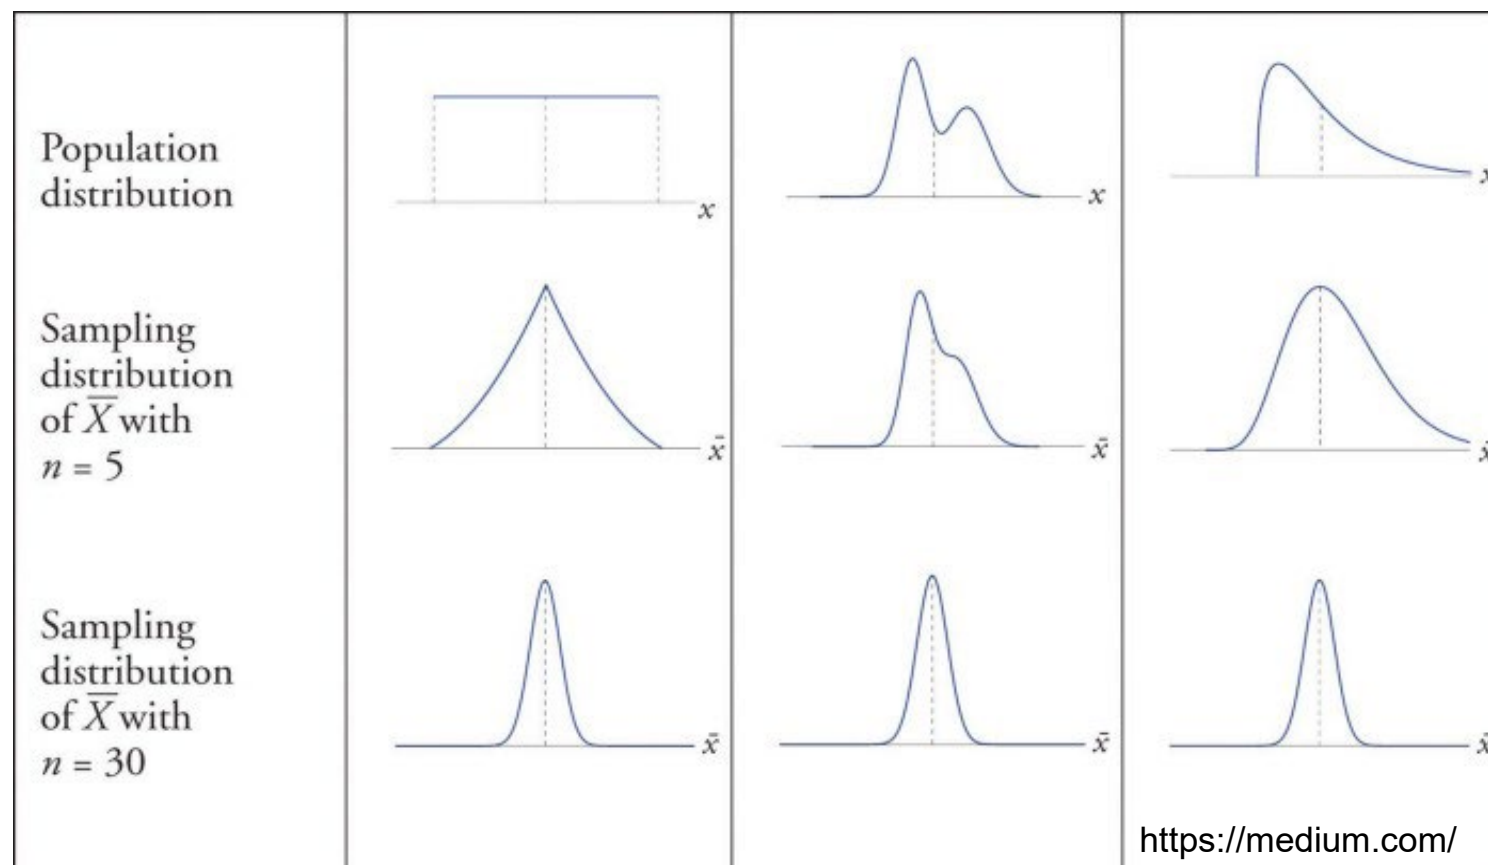 Population
distribution
x
x
x
Sampling
distribution
of X̅ with
n = 5
x̄
x̄
x̄
Sampling
distribution
of X̅ with
n = 30
x̄
x̄
x̄
https://medium.com/